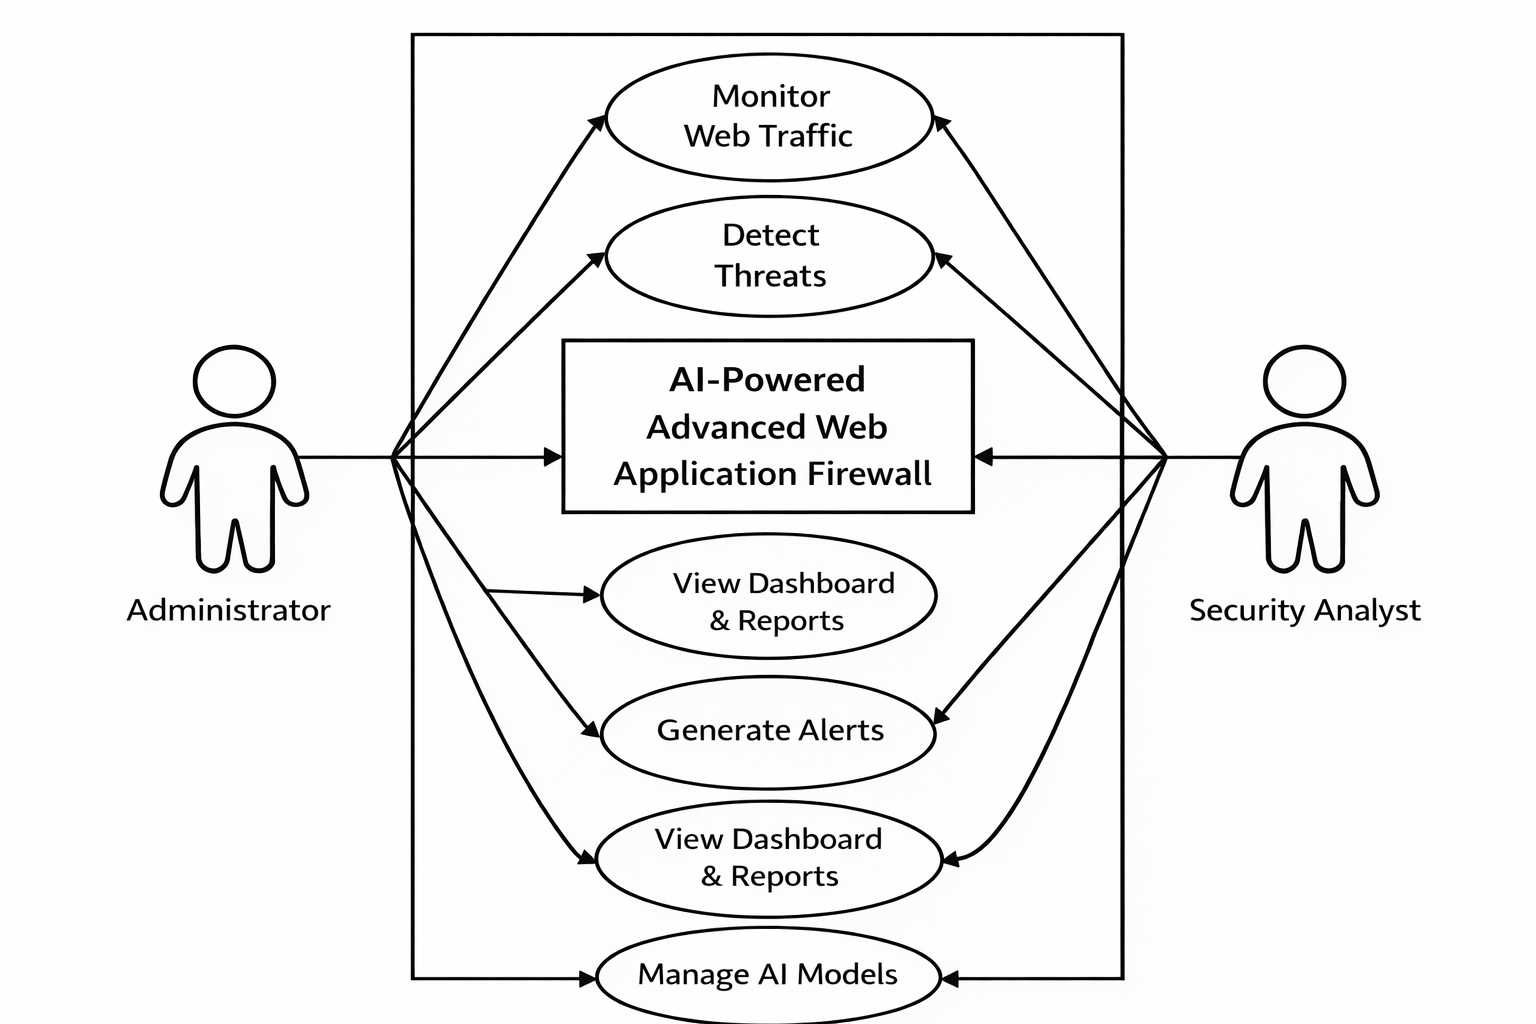 Monitor
Web Traffic
Detect
Threats
AI-Powered
Advanced Web
Application Firewall
Administrator
Security Analyst
View Dashboard
& Reports
Generate Alerts
View Dashboard
& Reports
Manage AI Models